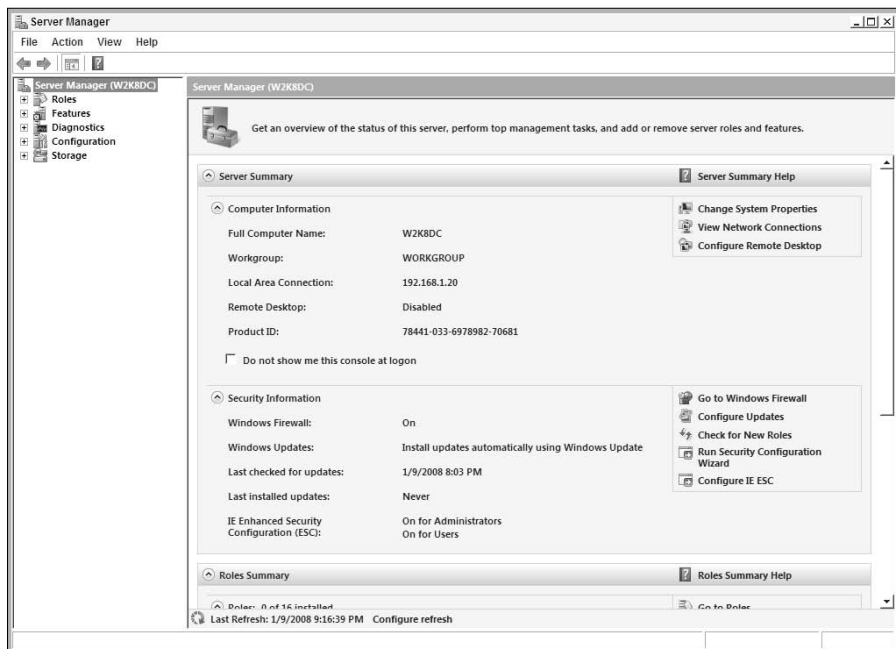 Server Manager
File Action View Help
Server Manager (W2K8DC)
Roles
Features
Diagnostics
Configuration
Storage
Server Manager (W2K8DC)
Get an overview of the status of this server, perform top management tasks, and add or remove server roles and features.
Server Summary
Server Summary Help
Computer Information
Full Computer Name: W2K8DC
Workgroup: WORKGROUP
Local Area Connection: 192.168.1.20
Remote Desktop: Disabled
Product ID: 78441-033-6978982-70681
Do not show me this console at logon
Change System Properties
View Network Connections
Configure Remote Desktop
Security Information
Windows Firewall: On
Windows Updates: Install updates automatically using Windows Update
Last checked for updates: 1/9/2008 8:03 PM
Last installed updates: Never
IE Enhanced Security On for Administrators
Configuration (ESC): On for Users
Go to Windows Firewall
Configure Updates
Check for New Roles
Run Security Configuration
Wizard
Configure IE ESC
Roles Summary
Roles Summary Help
Roles: 0 of 16 installed
Go to Roles
Last Refresh: 1/9/2008 9:16:39 PM Configure refresh